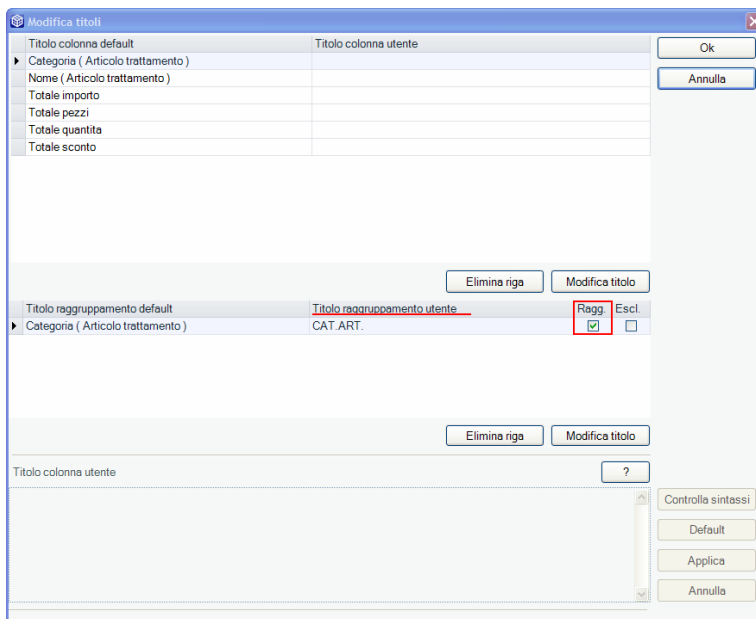 Modifica titoli
Titolo colonna default Titolo colonna utente
Ok
Categoria ( Articolo trattamento )
Nome ( Articolo trattamento )
Annulla
Totale importo
Totale pezzi
Totale quantita
Totale sconto
Elimina riga Modifica titolo
Titolo raggruppamento default Titolo raggruppamento utente Ragg. Escl.
Categoria ( Articolo trattamento ) CAT.ART.
Elimina riga Modifica titolo
Titolo colonna utente ?
Controlla sintassi
Default
Applica
Annulla